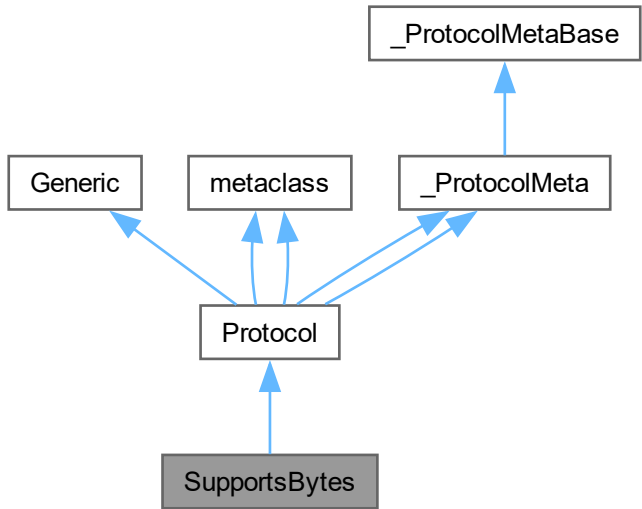 _ProtocolMetaBase
Generic
metaclass
_ProtocolMeta
Protocol
SupportsBytes